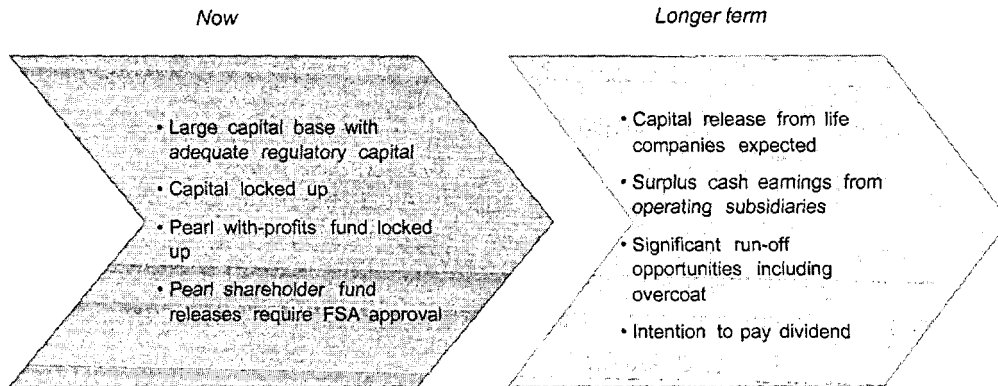 Now
• Large capital base with
adequate regulatory capital
• Capital locked up
• Pearl with-profits fund locked
up
• Pearl shareholder fund
releases require FSA approval
Longer term
• Capital release from life
companies expected
• Surplus cash earnings from
operating subsidiaries
• Significant run-off
opportunities including
overcoat
• Intention to pay dividend